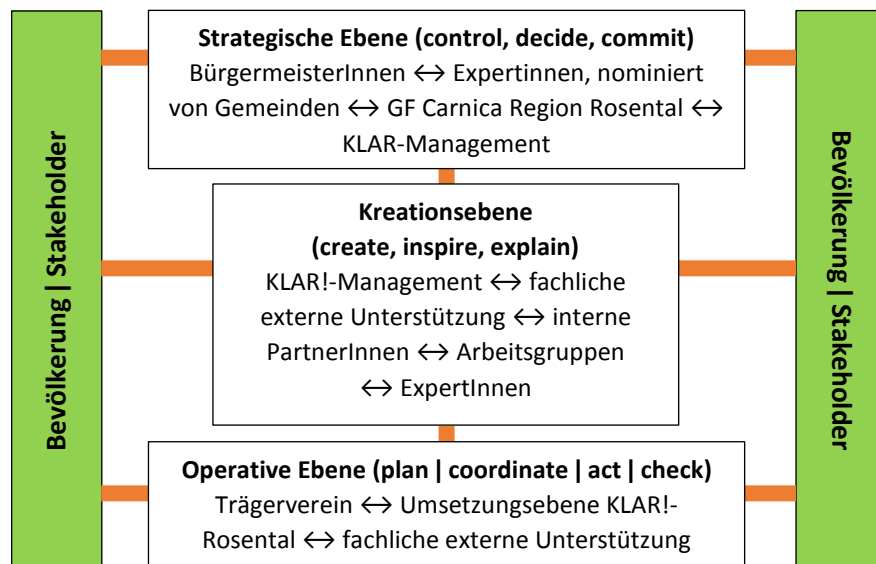 Bevölkerung | Stakeholder
Strategische Ebene (control, decide, commit)
BürgermeisterInnen ↔ Expertinnen, nominiert
von Gemeinden ↔ GF Carnica Region Rosental ↔
KLAR-Management
Kreationsebene
(create, inspire, explain)
KLAR!-Management ↔ fachliche
externe Unterstützung ↔ interne
PartnerInnen ↔ Arbeitsgruppen
↔ ExpertInnen
Operative Ebene (plan | coordinate | act | check)
Trägerverein ↔ Umsetzungsebene KLAR!-
Rosental ↔ fachliche externe Unterstützung
Bevölkerung | Stakeholder